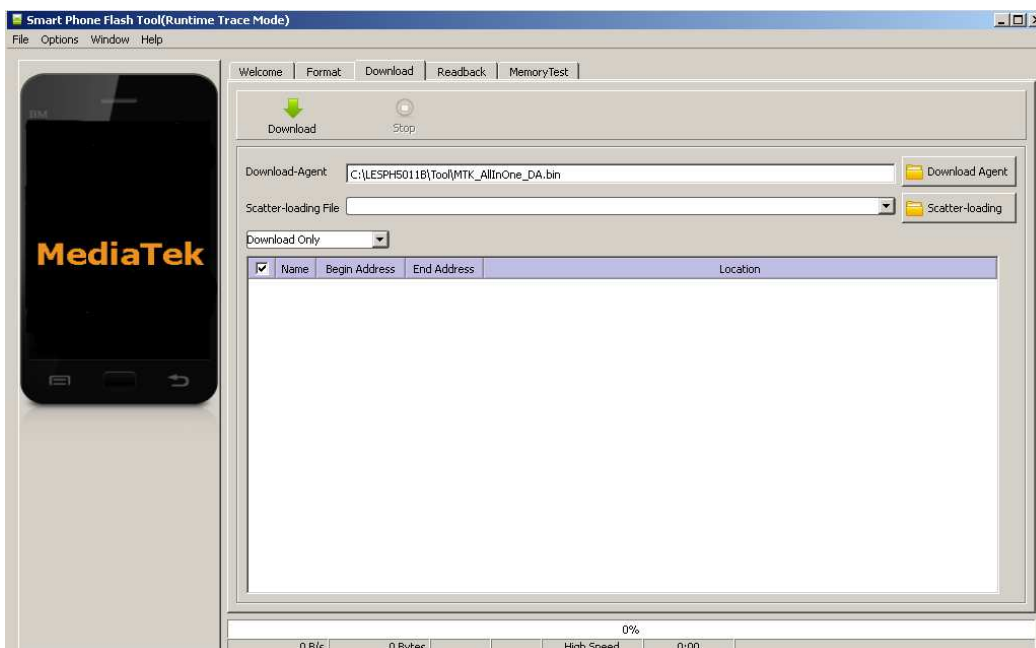 Smart Phone Flash Tool(Runtime Trace Mode)
File Options Window Help
Welcome Format Download Readback MemoryTest
Download Stop
Download-Agent C:\LESPH5011B\Tool\MTK_AllInOne_DA.bin Download Agent
Scatter-loading File Scatter-loading
Download Only
Name Begin Address End Address Location
BM
MediaTek
0%
0 B/s 0 Bytes High Speed 0:00